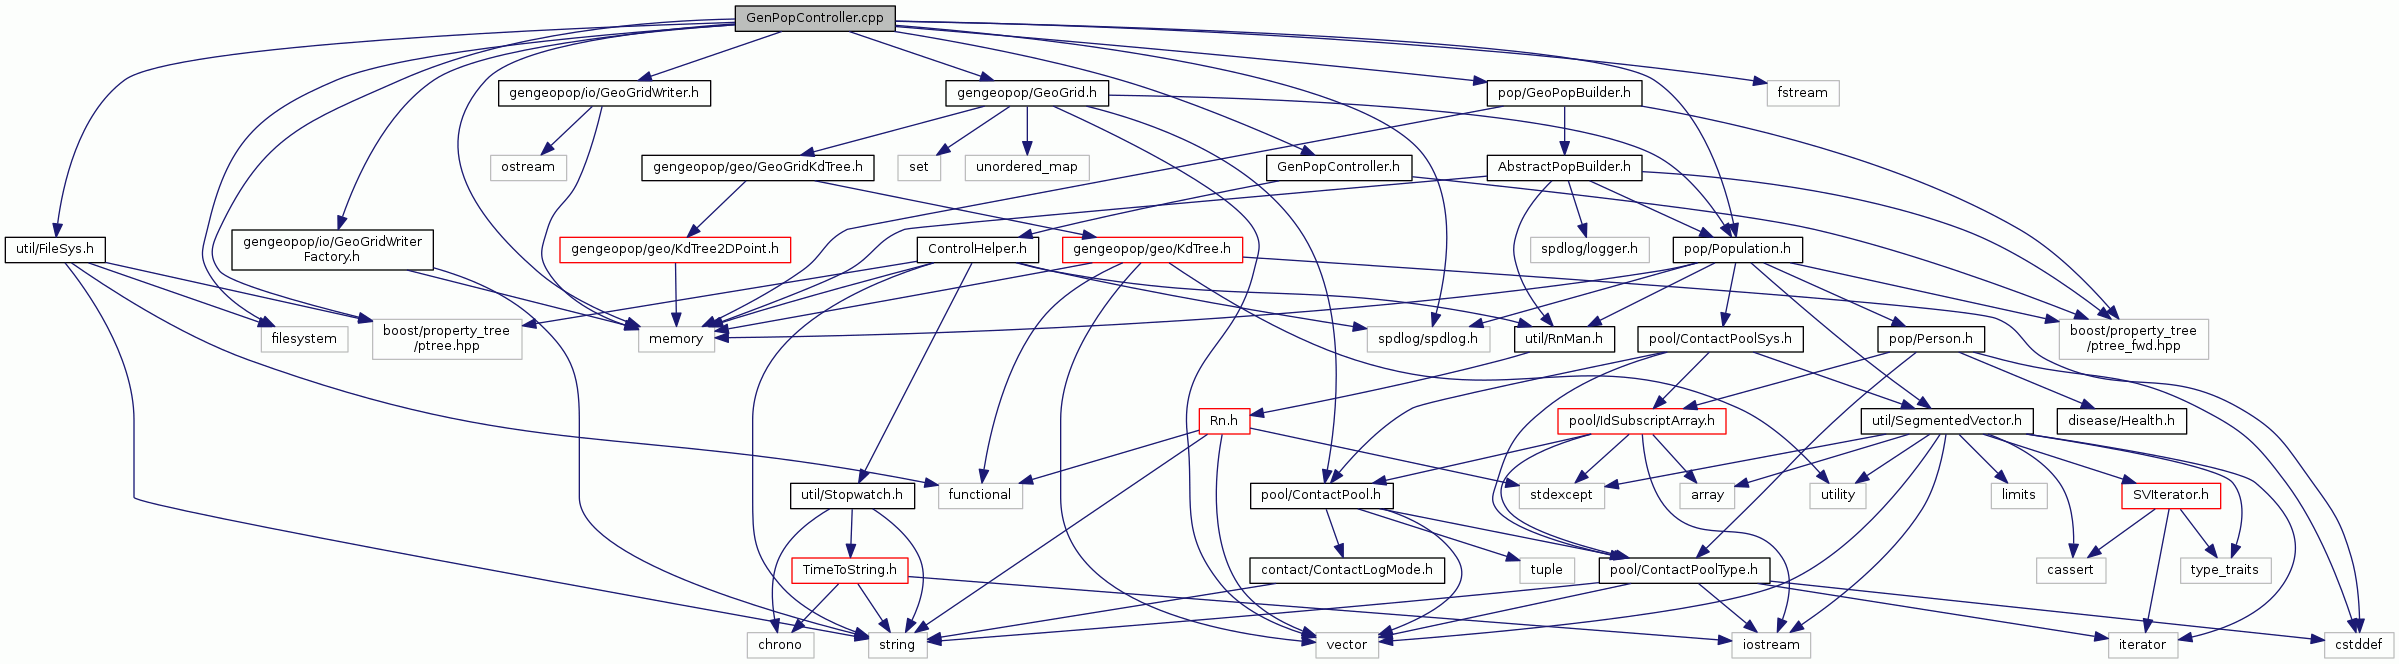 GenPopController.cpp
gengeopop/io/GeoGridWriter.h
gengeopop/GeoGrid.h
pop/GeoPopBuilder.h
fstream
ostream
gengeopop/geo/GeoGridKdTree.h
set
unordered_map
GenPopController.h
AbstractPopBuilder.h
util/FileSys.h
gengeopop/io/GeoGridWriter
Factory.h
gengeopop/geo/KdTree2DPoint.h
ControlHelper.h
gengeopop/geo/KdTree.h
spdlog/logger.h
pop/Population.h
filesystem
boost/property_tree
/ptree.hpp
memory
spdlog/spdlog.h
util/RnMan.h
pool/ContactPoolSys.h
pop/Person.h
boost/property_tree
/ptree_fwd.hpp
Rn.h
pool/IdSubscriptArray.h
util/SegmentedVector.h
disease/Health.h
util/Stopwatch.h
functional
pool/ContactPool.h
stdexcept
array
utility
limits
SVIterator.h
TimeToString.h
contact/ContactLogMode.h
tuple
pool/ContactPoolType.h
cassert
type_traits
chrono
string
vector
iostream
iterator
cstddef